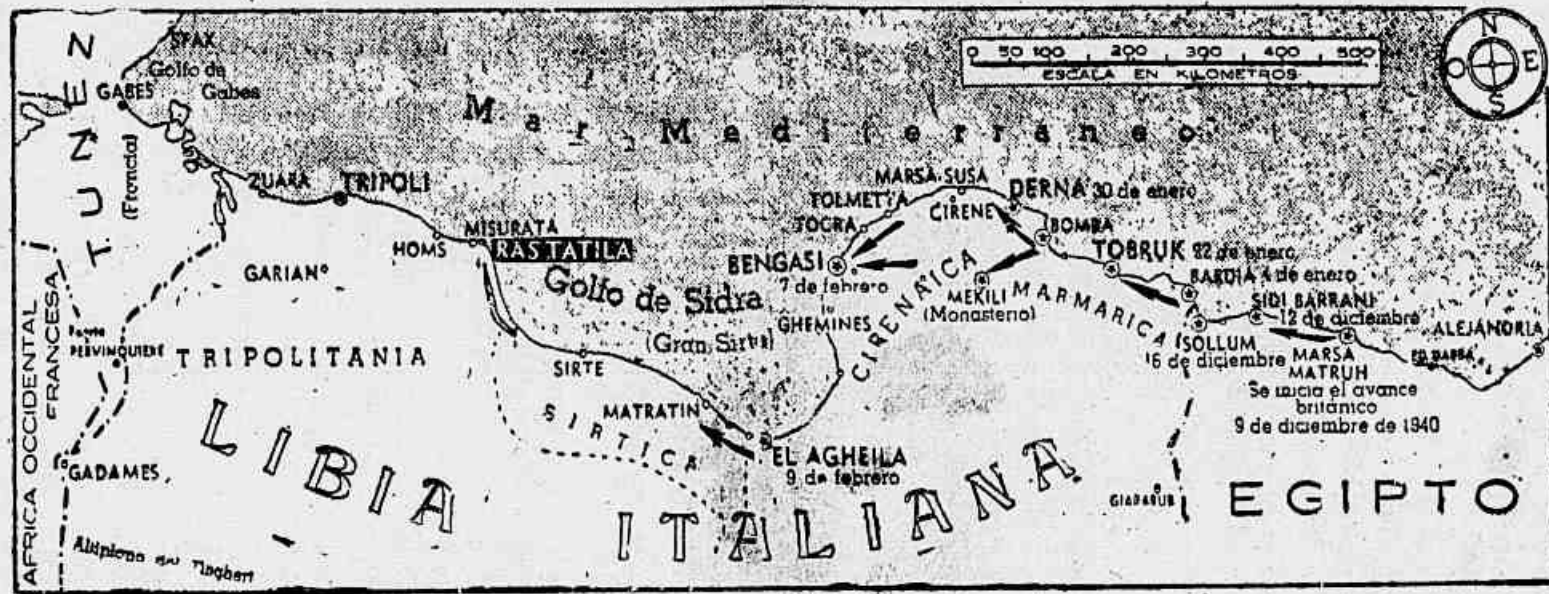 N
O
E
S
0 50 100 200 300 400 500
ESCALA EN KILOMETROS
Mar Mediterraneo
TUNEZ
(Francia)
SFAX
Golfo de
Gabes
GABES
ZUARA
TRIPOLI
HOMS
MISURATA
RASTATILA
GARIAN
Golfo de Sidra
(Gran Sirte)
TRIPOLITANIA
SIRTE
MATRATIN
SIRTICA
EL AGHEILA
9 de febrero
GHEMINES
BENGASI
7 de febrero
TOCRA
TOLMETTA
MARSA SUSA
CIRENE
DERNA 30 de enero
BOMBA
MEKILI
(Monasterio)
CIRENAICA
MARMARICA
TOBRUK 22 de enero
BARDIA 4 de enero
SIDI BARRANI
12 de diciembre
SOLLUM
16 de diciembre
MARSA
MATRUH
Se inicia el avance
británico
9 de diciembre de 1940
ALEJANDRIA
GIARABUB
EGIPTO
LIBIA ITALIANA
AFRICA OCCIDENTAL
FRANCESA
PERVINQUIERE
GADAMES
Altiplano